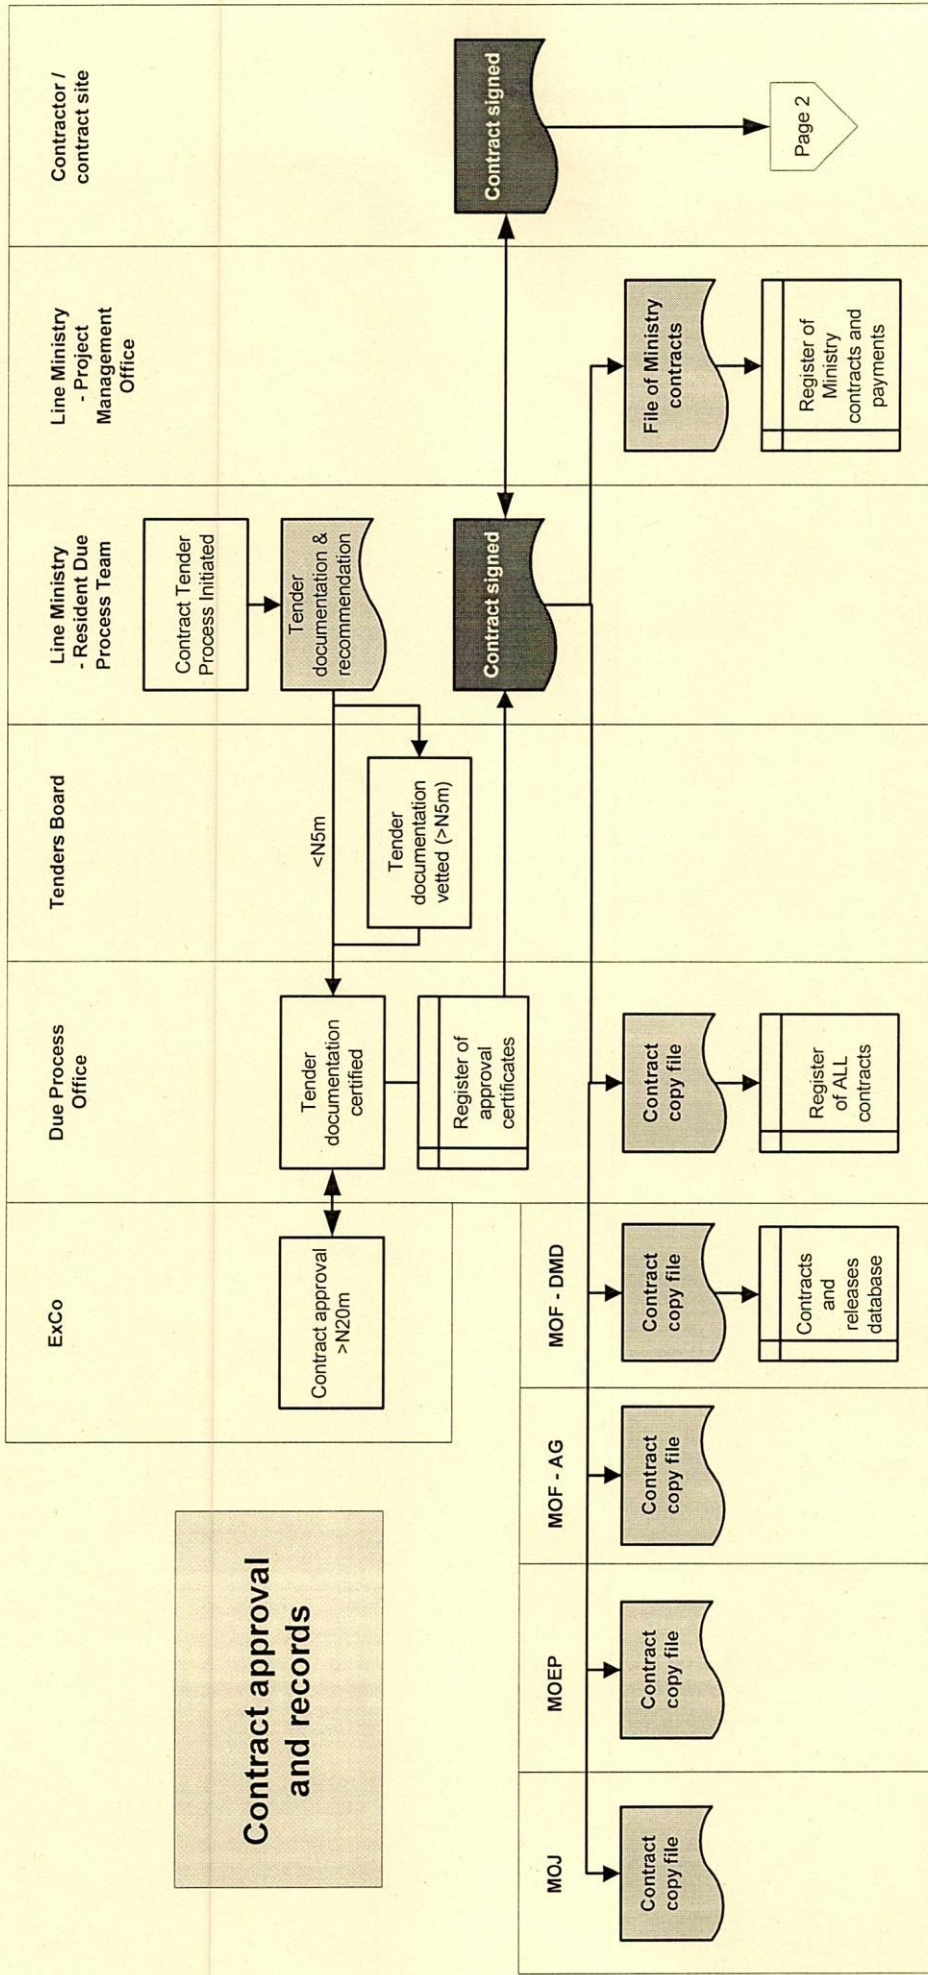 ExCo
Due Process
Office
Tenders Board
Line Ministry
- Resident Due
Process Team
Line Ministry
- Project
Management
Office
Contractor /
contract site
Contract Tender
Process Initiated
Contract approval
and records
Contract approval
>N20m
Tender
documentation
certified
<N5m
Tender
documentation &
recommendation
Tender
documentation
vetted (>N5m)
Register of
approval
certificates
Contract signed
Contract signed
MOJ
MOEP
MOF - AG
MOF - DMD
Contract
copy file
Contract
copy file
Contract
copy file
Contract
copy file
Contract
copy file
File of Ministry
contracts
Contracts
and
releases
database
Register
of ALL
contracts
Register of
Ministry
contracts and
payments
Page 2